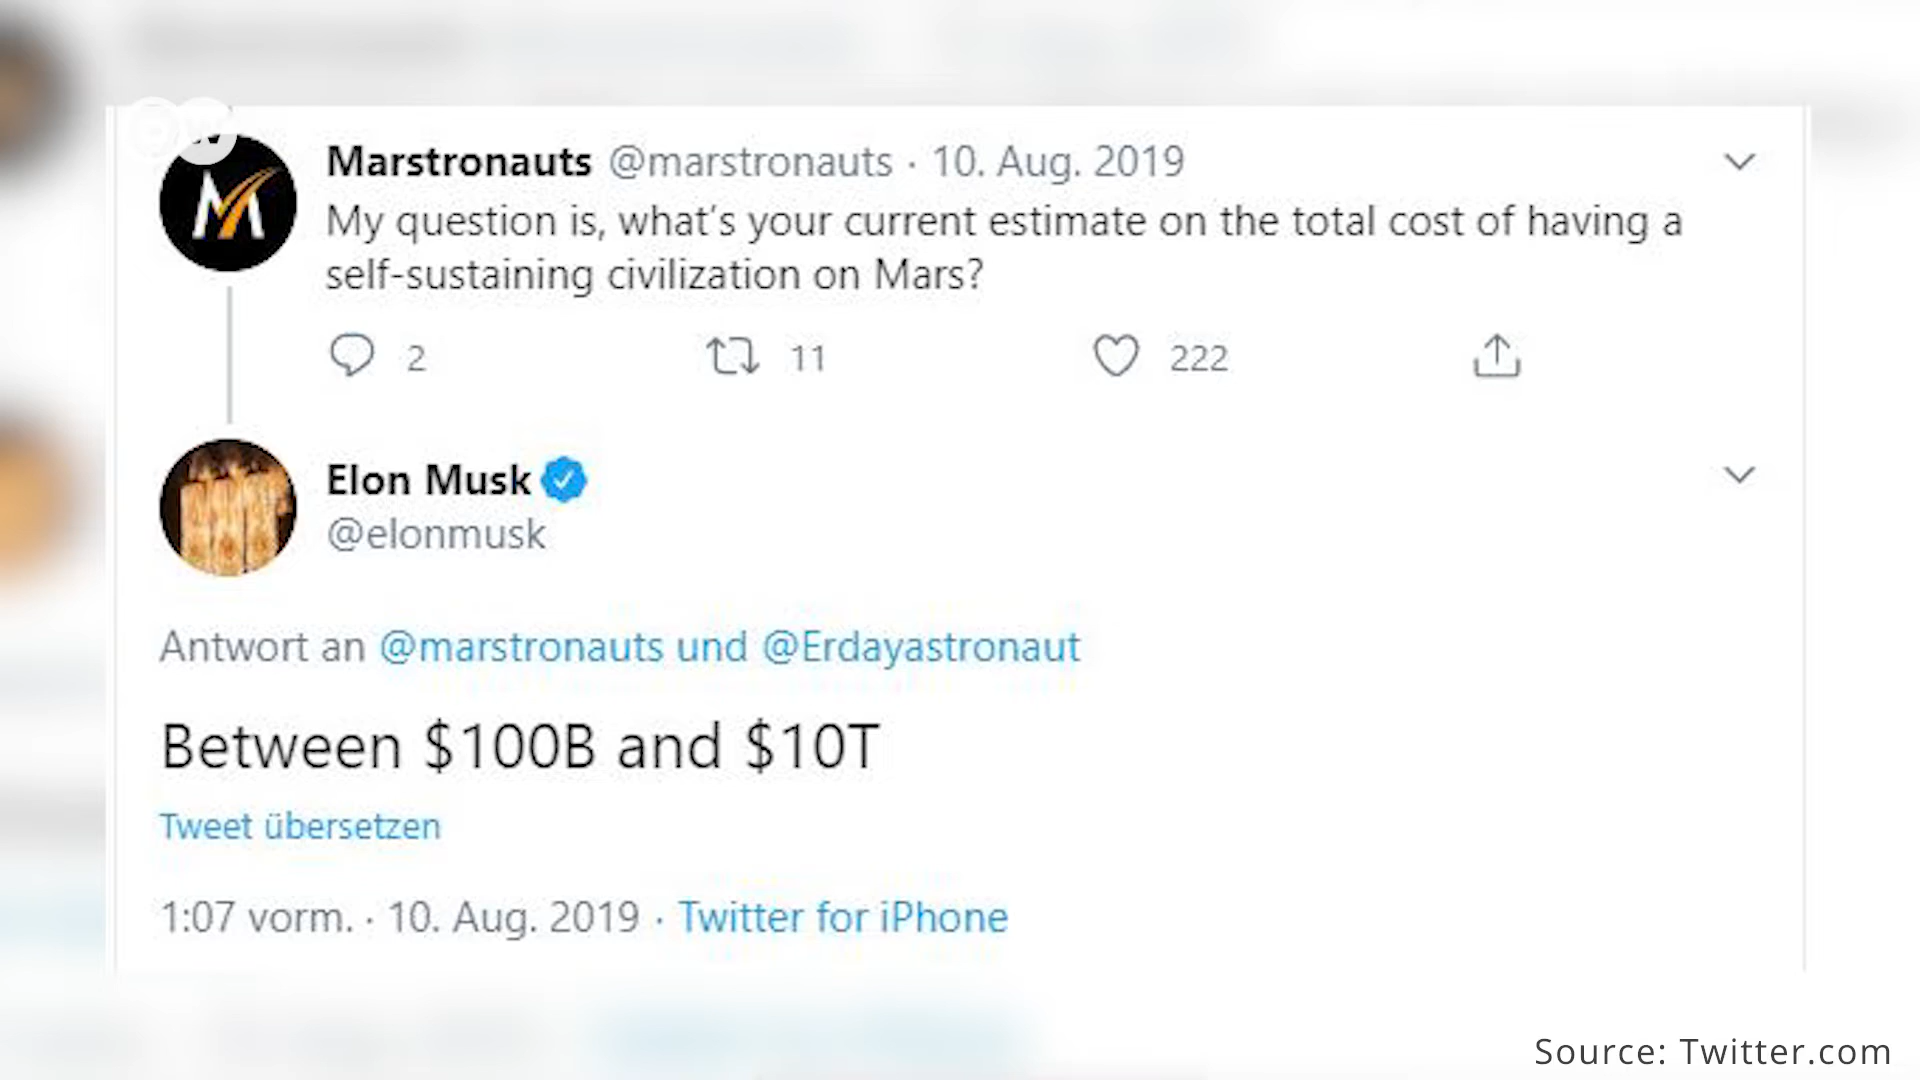 DW
Marstronauts @marstronauts · 10. Aug. 2019
My question is, what's your current estimate on the total cost of having a
self-sustaining civilization on Mars?
2 11 222
Elon Musk
@elonmusk
Antwort an @marstronauts und @Erdayastronaut
Between $100B and $10T
Tweet übersetzen
1:07 vorm. · 10. Aug. 2019 · Twitter for iPhone
Source: Twitter.com